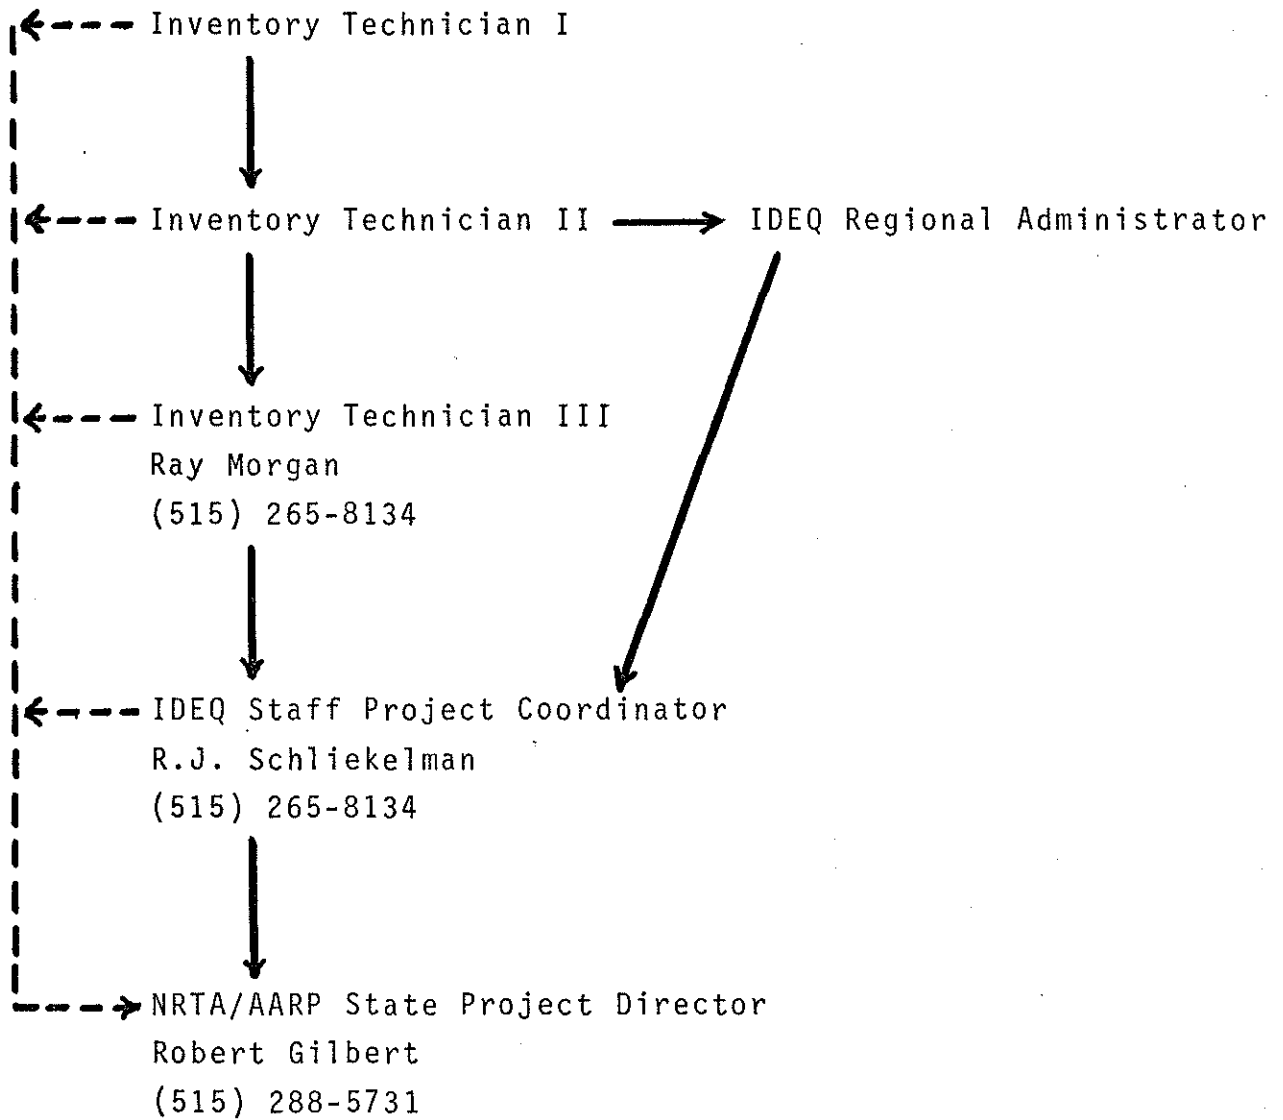 Inventory Technician I
Inventory Technician II
IDEQ Regional Administrator
Inventory Technician III
Ray Morgan
(515) 265-8134
IDEQ Staff Project Coordinator
R.J. Schliekelman
(515) 265-8134
NRTA/AARP State Project Director
Robert Gilbert
(515) 288-5731